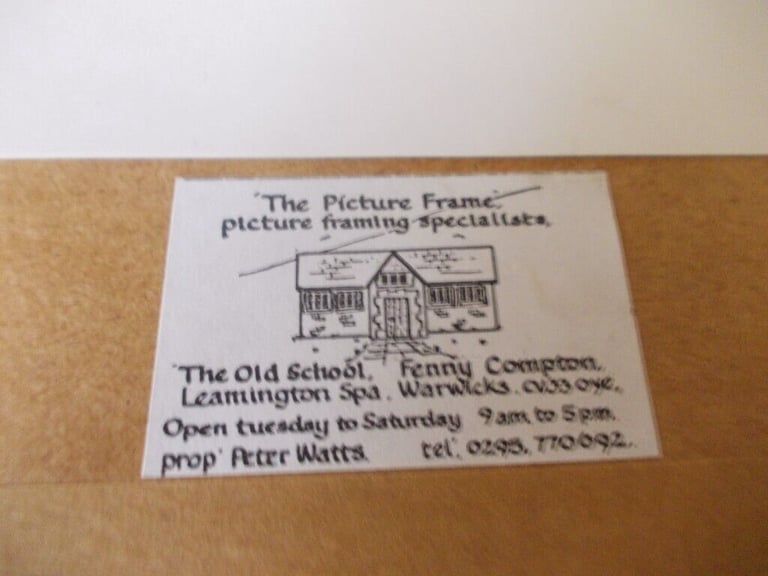 "The Picture Frame",
picture framing specialists,
"The Old School, Fenny Compton,
Leamington Spa. Warwicks. CV33 0YE.,
Open tuesday to Saturday 9am. to 5pm.
prop' Peter Watts. tel'. 0295. 770692..